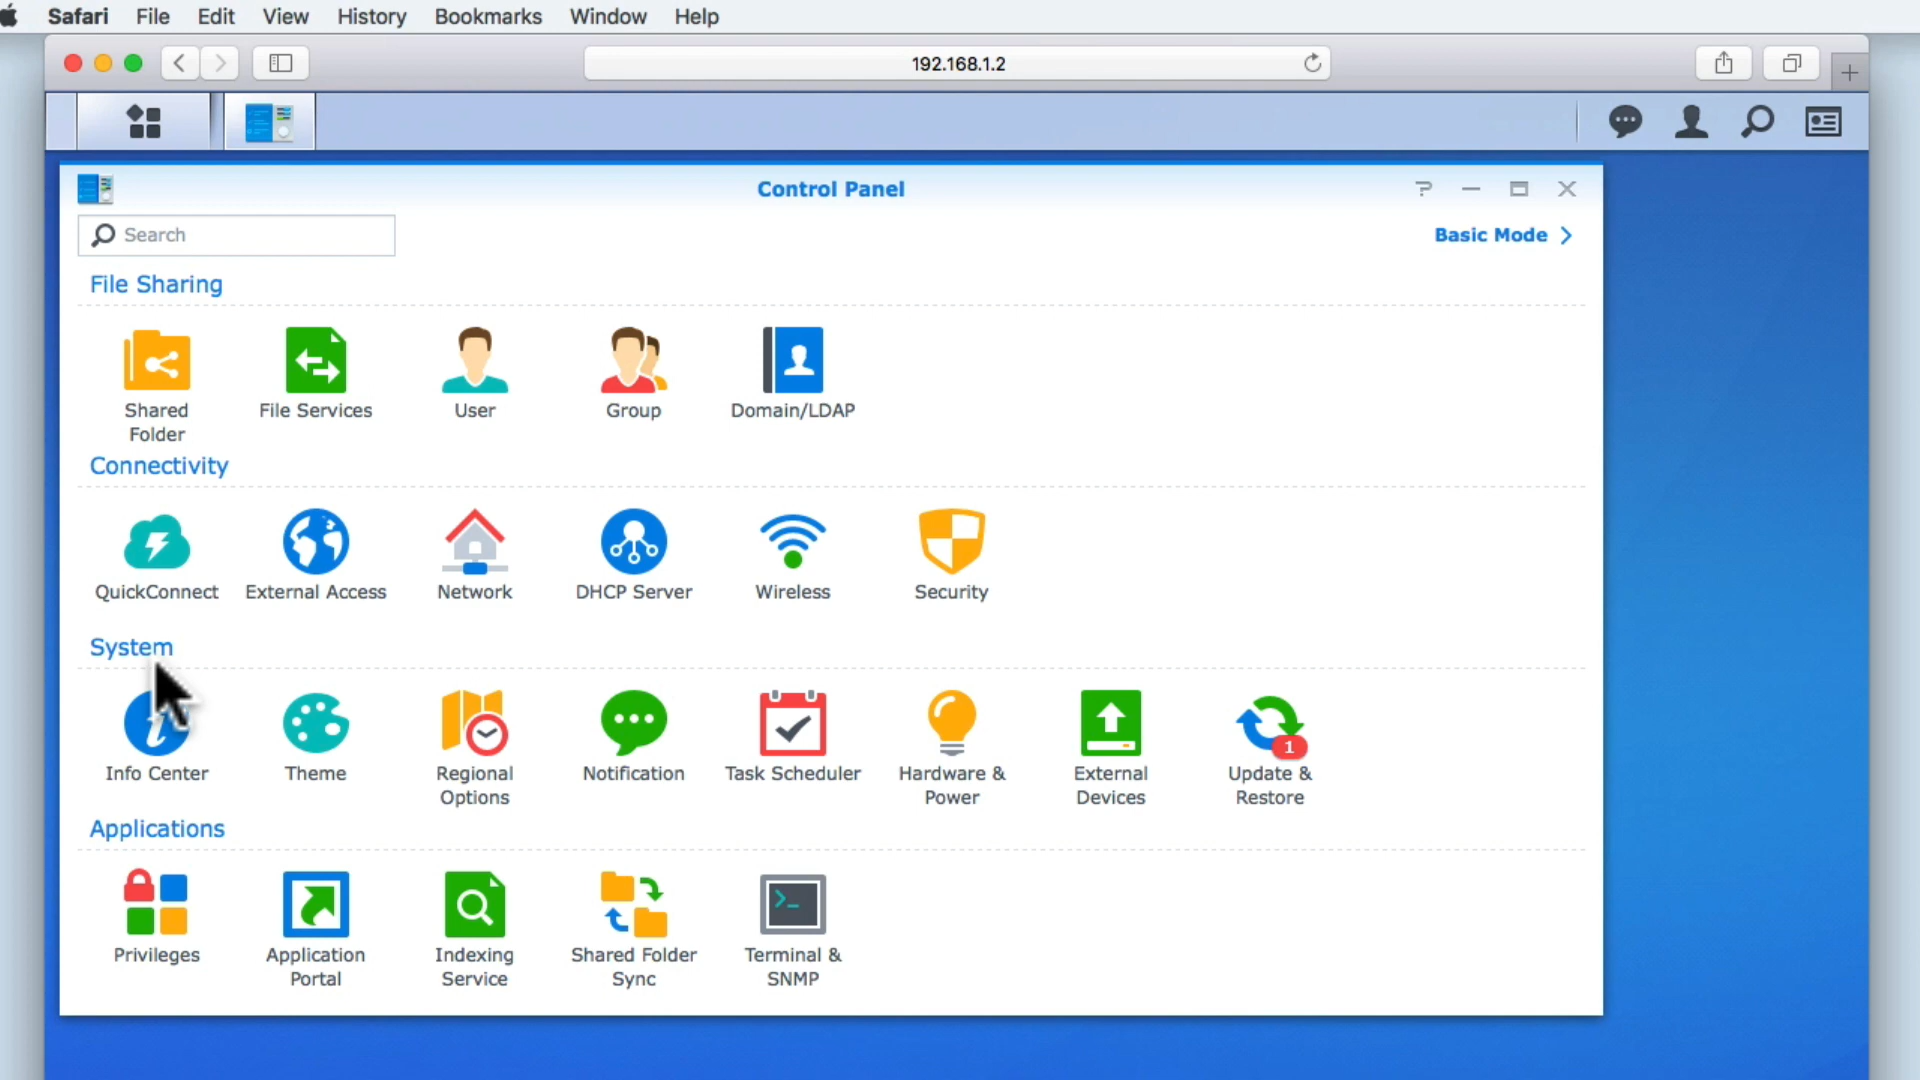 Safari File Edit View History Bookmarks Window Help
192.168.1.2
Control Panel
Search
Basic Mode
File Sharing
Shared Folder
File Services
User
Group
Domain/LDAP
Connectivity
QuickConnect
External Access
Network
DHCP Server
Wireless
Security
System
Info Center
Theme
Regional Options
Notification
Task Scheduler
Hardware & Power
External Devices
1
Update & Restore
Applications
Privileges
Application Portal
Indexing Service
Shared Folder Sync
Terminal & SNMP